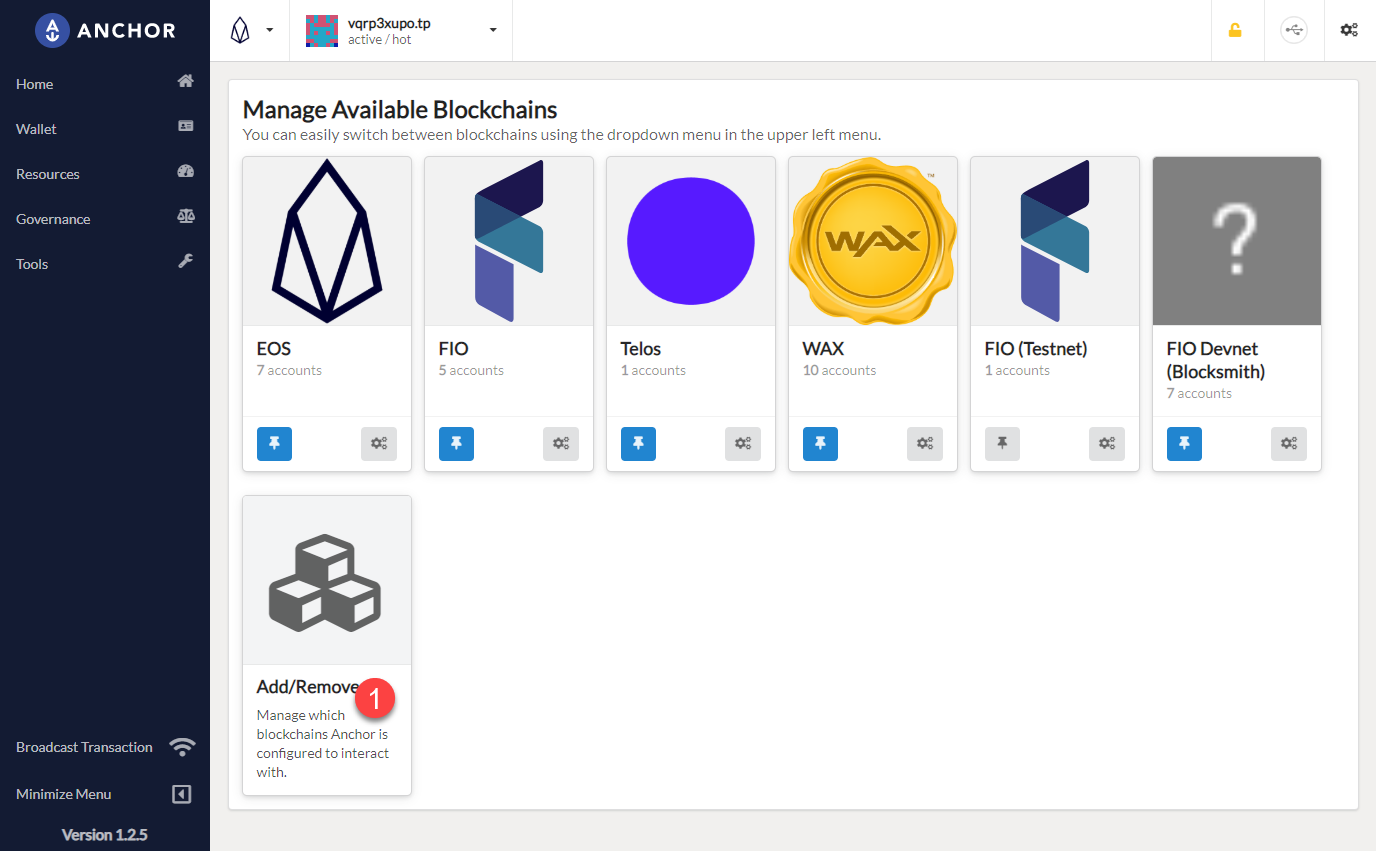 ANCHOR
vqrp3xupo.tp
active / hot
Home
Wallet
Resources
Governance
Tools
Manage Available Blockchains
You can easily switch between blockchains using the dropdown menu in the upper left menu.
WAX
TM
EOS
7 accounts
FIO
5 accounts
Telos
1 accounts
WAX
10 accounts
FIO (Testnet)
1 accounts
FIO Devnet
(Blocksmith)
7 accounts
?
Add/Remove
1
Manage which
blockchains Anchor is
configured to interact
with.
Broadcast Transaction
Minimize Menu
Version 1.2.5